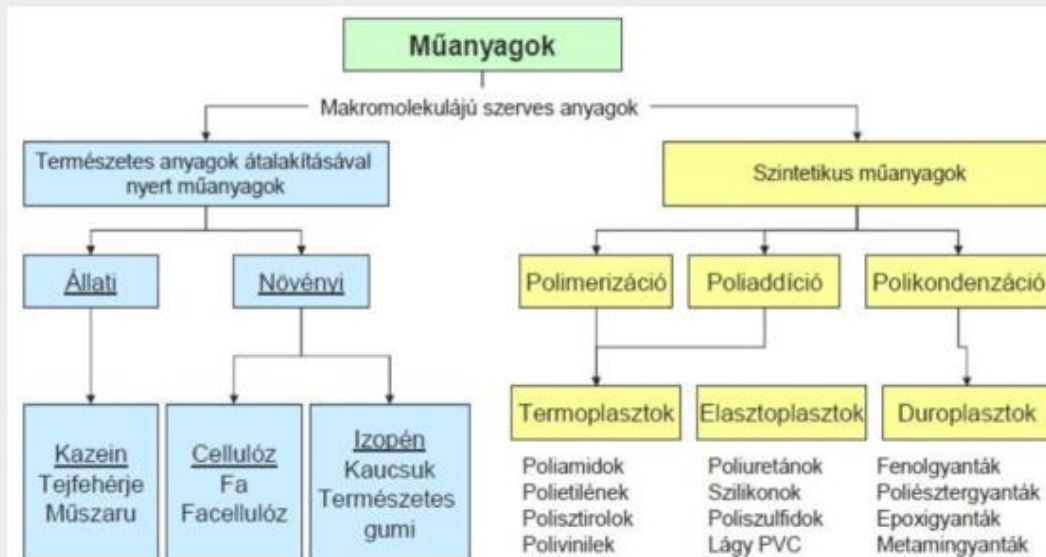 Műanyagok
Makromolekulájú szerves anyagok
Természetes anyagok átalakításával
nyert műanyagok
Szintetikus műanyagok
Állati
Növényi
Polimerizáció
Poliaddíció
Polikondenzáció
Kazein
Tejfehérje
Műszaru
Cellulóz
Fa
Facellulóz
Izopén
Kaucsuk
Természetes
gumi
Termoplasztok
Elasztoplasztok
Duroplasztok
Poliamidok
Polietilének
Polisztirolok
Polivinilek
Poliuretánok
Szilikonok
Poliszulfidok
Lágy PVC
Fenolgyanták
Poliésztergyanták
Epoxigyanták
Metamingyanták